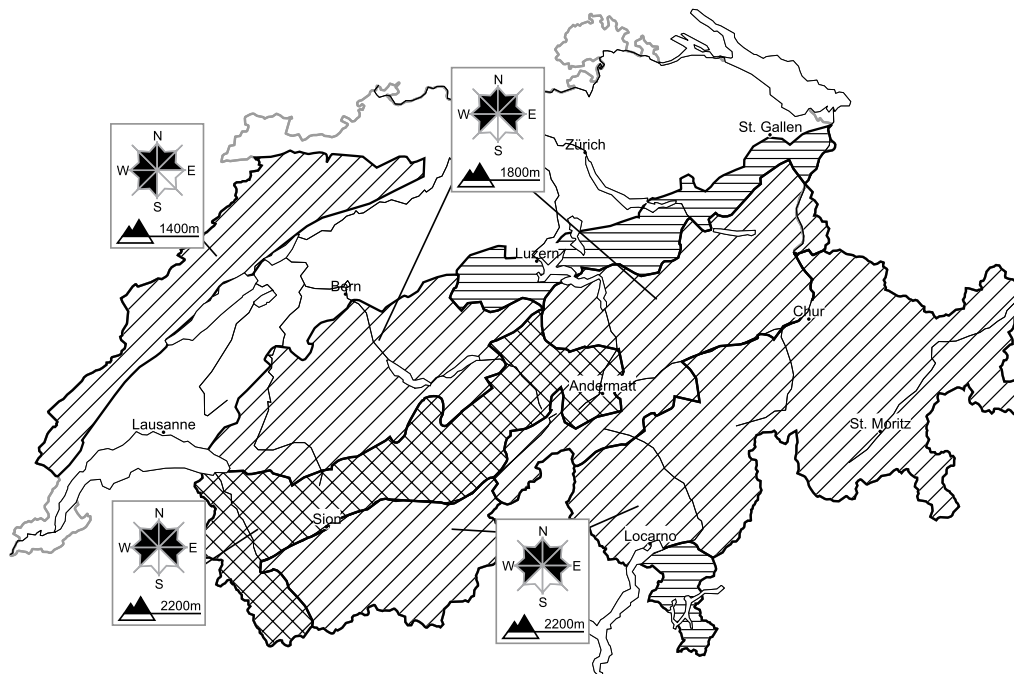 N
W E
S
1800m
N
W E
S
1400m
St. Gallen
Zürich
Luzern
Bern
Chur
Andermatt
Lausanne
St. Moritz
Sion
Locarno
N
W E
S
2200m
N
W E
S
2200m